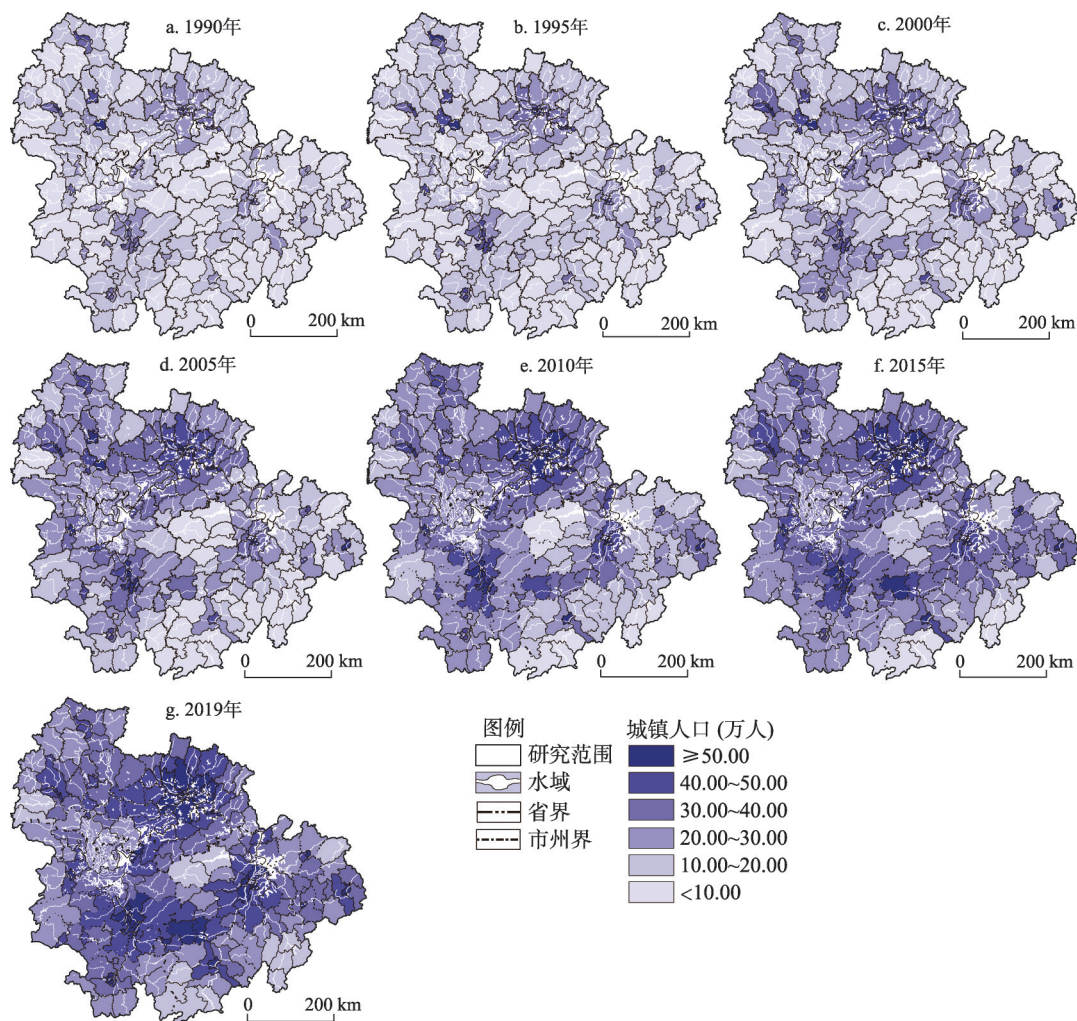 a. 1990年
b. 1995年
c. 2000年
0 200 km
0 200 km
0 200 km
d. 2005年
e. 2010年
f. 2015年
0 200 km
0 200 km
0 200 km
g. 2019年
0 200 km
图例
研究范围
水域
省界
市州界
城镇人口 (万人)
≥50.00
40.00~50.00
30.00~40.00
20.00~30.00
10.00~20.00
<10.00